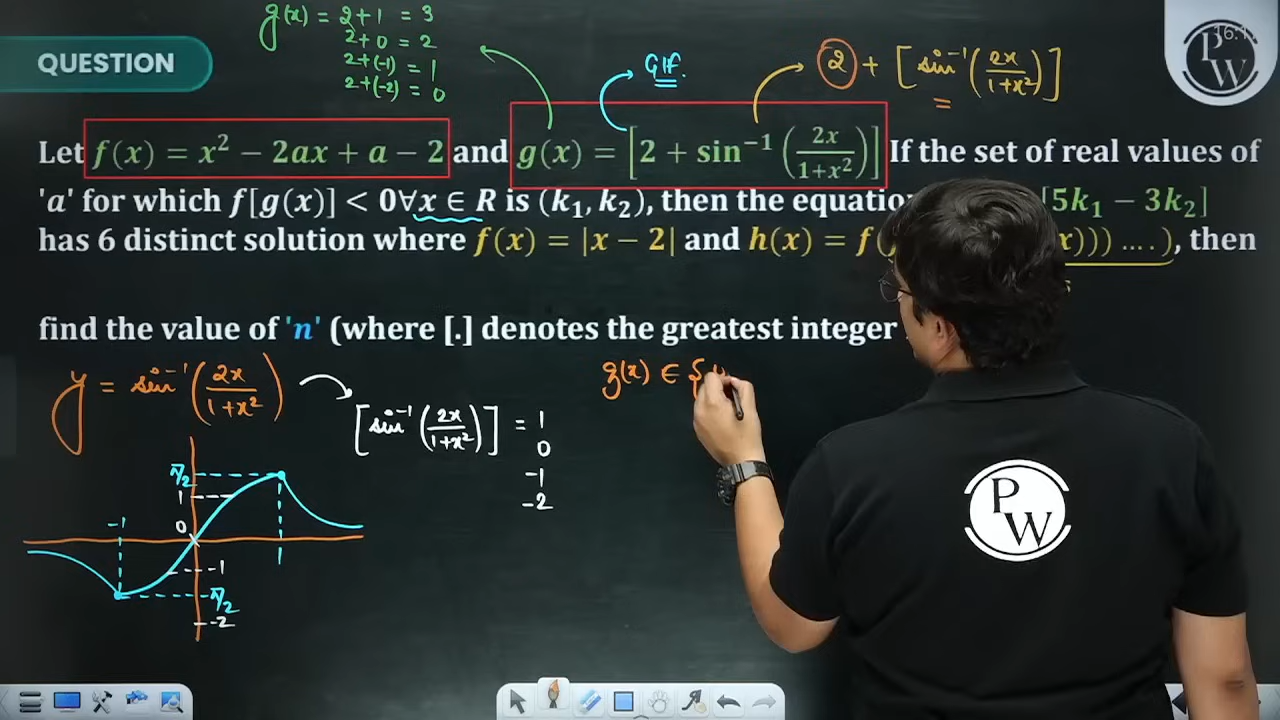 g(x) = 2 + 1 = 3
2 + 0 = 2
2 + (-1) = 1
2 + (-2) = 0
GIF.
2 + [sin⁻¹(2x/1+x²)]
16:1
P
W
QUESTION
Let f(x) = x² − 2ax + a − 2 and g(x) = [2 + sin⁻¹(2x/1+x²)] If the set of real values of
'a' for which f[g(x)] < 0∀x ∈ R is (k₁, k₂), then the equation [5k₁ − 3k₂]
has 6 distinct solution where f(x) = |x − 2| and h(x) = f( x))) .... ), then
find the value of 'n' (where [.] denotes the greatest integer
y = sin⁻¹(2x/1+x²)
[sin⁻¹(2x/1+x²)] = 1
0
-1
-2
g(x) ∈ {
π/2
1
0
-1
1
-1
-π/2
-2
P
W